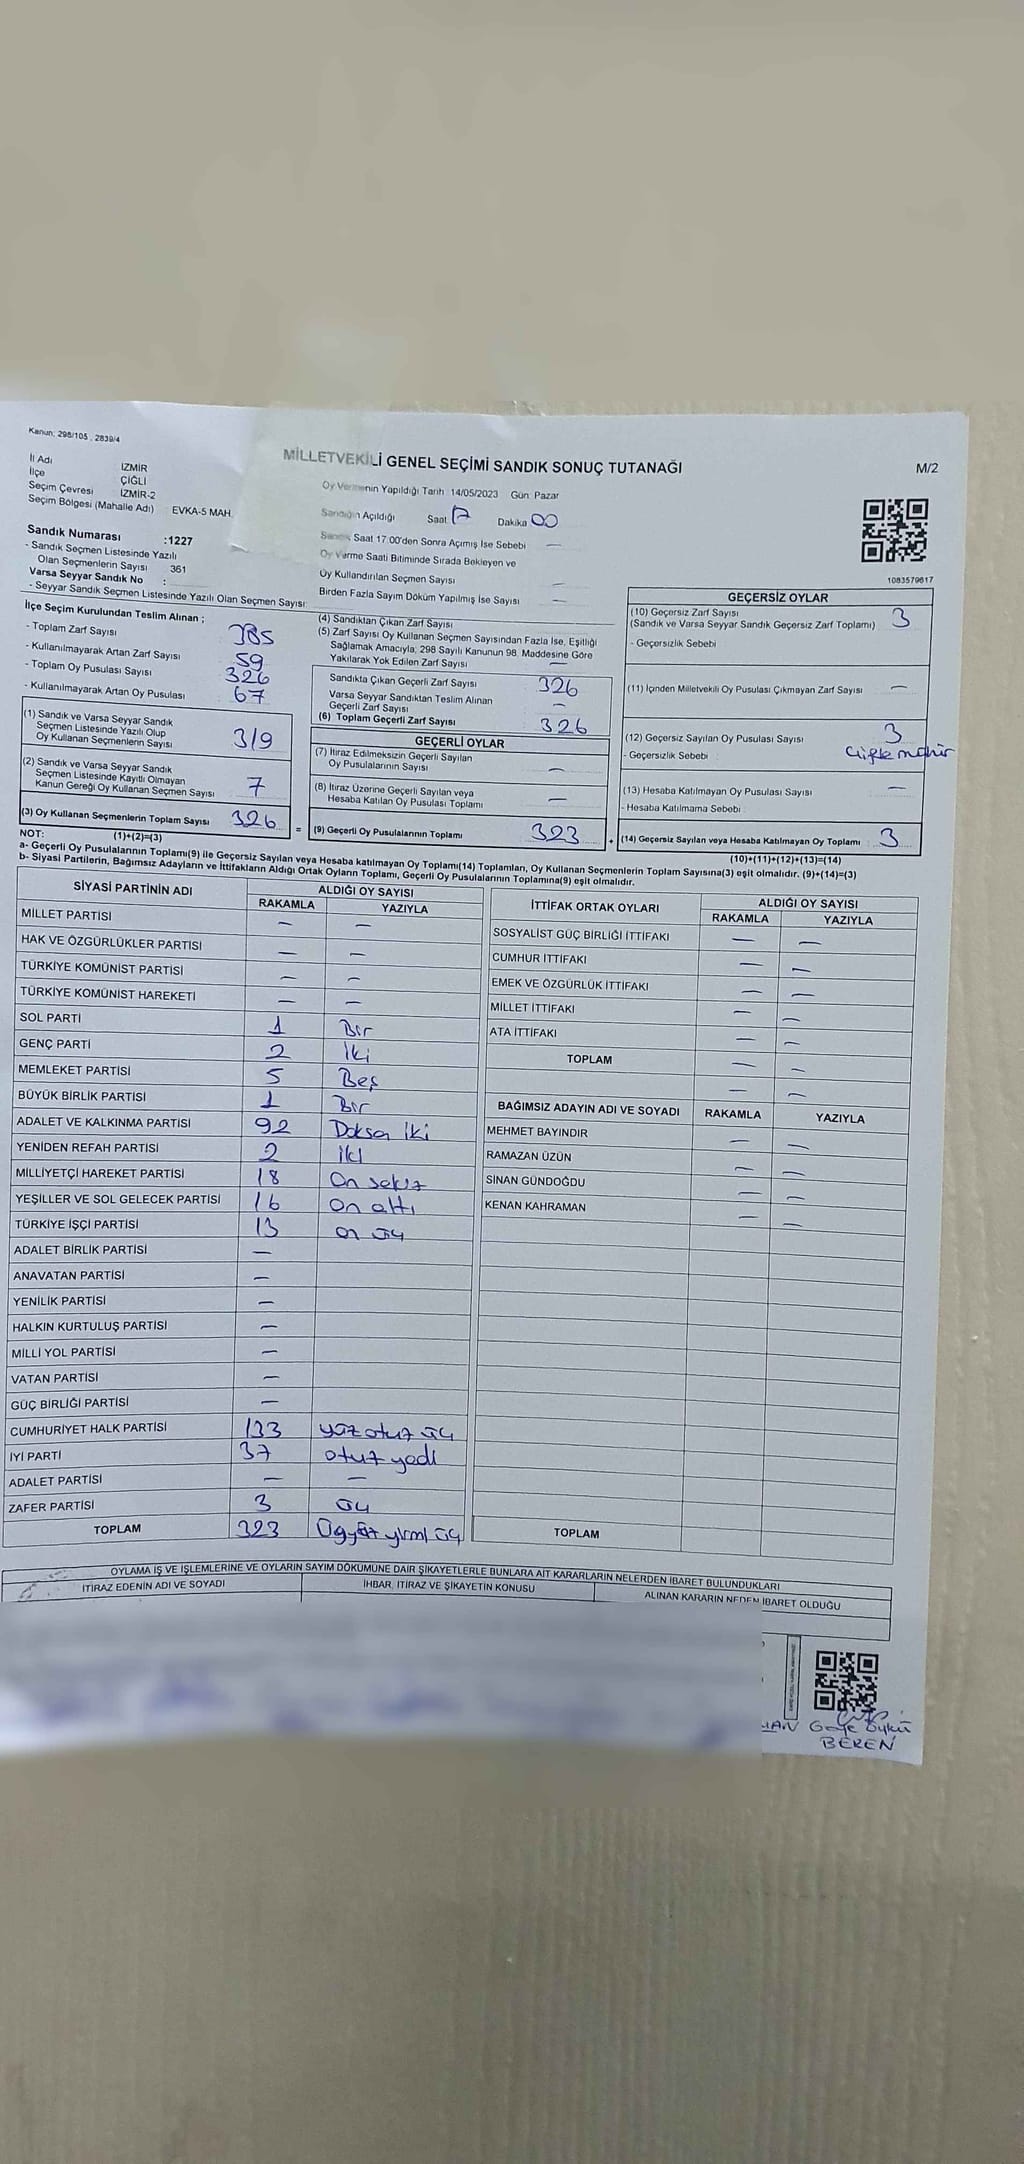 Kanun: 298/105 , 2839/4
MİLLETVEKİLİ GENEL SEÇİMİ SANDIK SONUÇ TUTANAĞI
M/2
İl Adı İZMİR
İlçe ÇİĞLİ
Seçim Çevresi İZMİR-2
Seçim Bölgesi (Mahalle Adı) EVKA-5 MAH.
Oy Vermenin Yapıldığı Tarih :14/05/2023 Gün: Pazar
Sandığın Açıldığı Saat 17 Dakika 00
Sandık Saat 17:00'den Sonra Açımış İse Sebebi —
Oy Verme Saati Bitiminde Sırada Bekleyen ve
Oy Kullandırılan Seçmen Sayısı —
Birden Fazla Sayım Döküm Yapılmış İse Sayısı —
Sandık Numarası :1227
- Sandık Seçmen Listesinde Yazılı
Olan Seçmenlerin Sayısı 361
Varsa Seyyar Sandık No :
- Seyyar Sandık Seçmen Listesinde Yazılı Olan Seçmen Sayısı:
1083579617
İlçe Seçim Kurulundan Teslim Alınan ;
- Toplam Zarf Sayısı 385
- Kullanılmayarak Artan Zarf Sayısı 59
- Toplam Oy Pusulası Sayısı 326
- Kullanılmayarak Artan Oy Pusulası 67
(1) Sandık ve Varsa Seyyar Sandık
Seçmen Listesinde Yazılı Olup
Oy Kullanan Seçmenlerin Sayısı 319
(2) Sandık ve Varsa Seyyar Sandık
Seçmen Listesinde Kayıtlı Olmayan
Kanun Gereği Oy Kullanan Seçmen Sayısı 7
(3) Oy Kullanan Seçmenlerin Toplam Sayısı 326
(4) Sandıktan Çıkan Zarf Sayısı
(5) Zarf Sayısı Oy Kullanan Seçmen Sayısından Fazla İse, Eşitliği
Sağlamak Amacıyla, 298 Sayılı Kanunun 98. Maddesine Göre
Yakılarak Yok Edilen Zarf Sayısı —
Sandıkta Çıkan Geçerli Zarf Sayısı 326
Varsa Seyyar Sandıktan Teslim Alınan
Geçerli Zarf Sayısı —
(6) Toplam Geçerli Zarf Sayısı 326
GEÇERLİ OYLAR
(7) İtiraz Edilmeksizin Geçerli Sayılan
Oy Pusulalarının Sayısı —
(8) İtiraz Üzerine Geçerli Sayılan veya
Hesaba Katılan Oy Pusulası Toplamı —
= (9) Geçerli Oy Pusulalarının Toplamı 323
GEÇERSİZ OYLAR
(10) Geçersiz Zarf Sayısı
(Sandık ve Varsa Seyyar Sandık Geçersiz Zarf Toplamı) 3
- Geçersizlik Sebebi
(11) İçinden Milletvekili Oy Pusulası Çıkmayan Zarf Sayısı —
(12) Geçersiz Sayılan Oy Pusulası Sayısı 3
- Geçersizlik Sebebi : Çifte mühür
(13) Hesaba Katılmayan Oy Pusulası Sayısı —
- Hesaba Katılmama Sebebi :
+ (14) Geçersiz Sayılan veya Hesaba Katılmayan Oy Toplamı 3
NOT: (1)+(2)=(3)
(10)+(11)+(12)+(13)=(14)
a- Geçerli Oy Pusulalarının Toplamı(9) ile Geçersiz Sayılan veya Hesaba katılmayan Oy Toplamı(14) Toplamları, Oy Kullanan Seçmenlerin Toplam Sayısına(3) eşit olmalıdır. (9)+(14)=(3)
b- Siyasi Partilerin, Bağımsız Adayların ve İttifakların Aldığı Ortak Oyların Toplamı, Geçerli Oy Pusulalarının Toplamına(9) eşit olmalıdır.
SİYASİ PARTİNİN ADI ALDIĞI OY SAYISI
RAKAMLA YAZIYLA
MİLLET PARTİSİ — —
HAK VE ÖZGÜRLÜKLER PARTİSİ — —
TÜRKİYE KOMÜNİST PARTİSİ — —
TÜRKİYE KOMÜNİST HAREKETİ — —
SOL PARTİ 1 Bir
GENÇ PARTİ 2 İki
MEMLEKET PARTİSİ 5 Beş
BÜYÜK BİRLİK PARTİSİ 1 Bir
ADALET VE KALKINMA PARTİSİ 92 Doksan iki
YENİDEN REFAH PARTİSİ 2 iki
MİLLİYETÇİ HAREKET PARTİSİ 18 On sekiz
YEŞİLLER VE SOL GELECEK PARTİSİ 16 On altı
TÜRKİYE İŞÇİ PARTİSİ 13 on üç
ADALET BİRLİK PARTİSİ —
ANAVATAN PARTİSİ —
YENİLİK PARTİSİ —
HALKIN KURTULUŞ PARTİSİ —
MİLLİ YOL PARTİSİ —
VATAN PARTİSİ —
GÜÇ BİRLİĞİ PARTİSİ —
CUMHURİYET HALK PARTİSİ 133 yüz otuz üç
İYİ PARTİ 37 otuz yedi
ADALET PARTİSİ — —
ZAFER PARTİSİ 3 üç
TOPLAM 323 Üçyüz yirmi üç
İTTİFAK ORTAK OYLARI ALDIĞI OY SAYISI
RAKAMLA YAZIYLA
SOSYALİST GÜÇ BİRLİĞİ İTTİFAKI — —
CUMHUR İTTİFAKI — —
EMEK VE ÖZGÜRLÜK İTTİFAKI — —
MİLLET İTTİFAKI — —
ATA İTTİFAKI — —
TOPLAM — —
— —
BAĞIMSIZ ADAYIN ADI VE SOYADI RAKAMLA YAZIYLA
MEHMET BAYINDIR — —
RAMAZAN ÜZÜN — —
SİNAN GÜNDOĞDU — —
KENAN KAHRAMAN — —
TOPLAM
OYLAMA İŞ VE İŞLEMLERİNE VE OYLARIN SAYIM DÖKÜMÜNE DAİR ŞİKAYETLERLE BUNLARA AİT KARARLARIN NELERDEN İBARET BULUNDUKLARI
İTİRAZ EDENİN ADI VE SOYADI İHBAR, İTİRAZ VE ŞİKAYETİN KONUSU ALINAN KARARIN NEDEN İBARET OLDUĞU
Öykü
BEREN